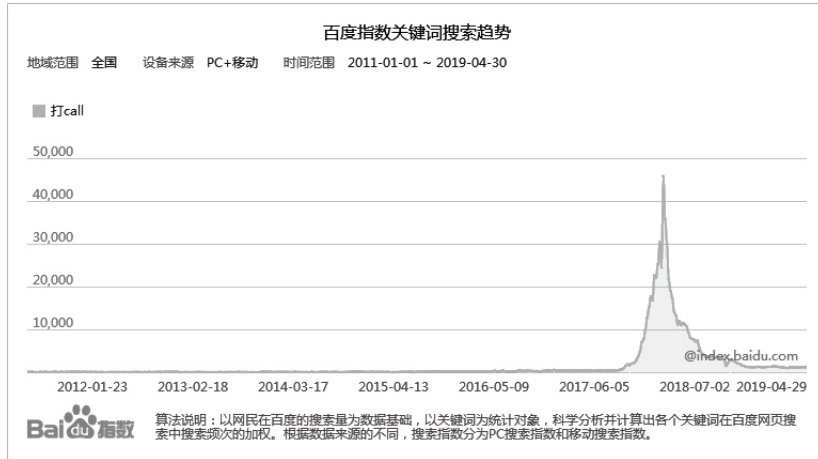 百度指数关键词搜索趋势
地域范围 全国 设备来源 PC+移动 时间范围 2011-01-01 ~ 2019-04-30
打call
50,000
40,000
30,000
20,000
10,000
@index.baidu.com
2012-01-23 2013-02-18 2014-03-17 2015-04-13 2016-05-09 2017-06-05 2018-07-02 2019-04-29
Bai du 指数
算法说明：以网民在百度的搜索量为数据基础，以关键词为统计对象，科学分析并计算出各个关键词在百度网页搜
索中搜索频次的加权。根据数据来源的不同，搜索指数分为PC搜索指数和移动搜索指数。